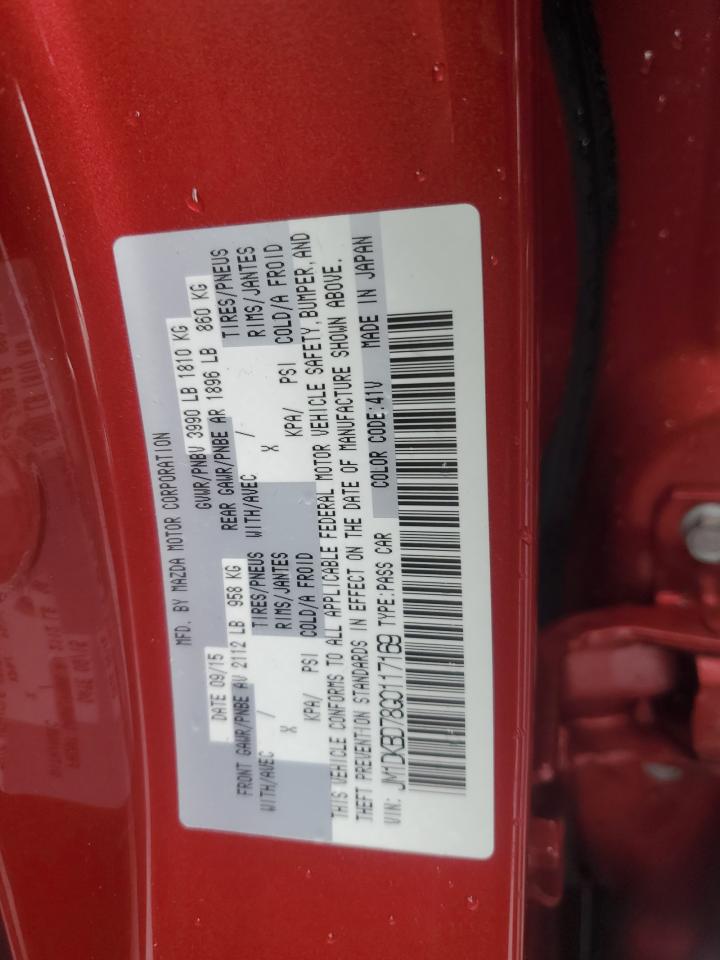 MFD. BY MAZDA MOTOR CORPORATION
DATE 09/15 GVWR/PNBV 3990 LB 1810 KG
FRONT GAWR/PNBE AV 2112 LB 958 KG REAR GAWR/PNBE AR 1896 LB 860 KG
WITH/AVEC / TIRES/PNEUS WITH/AVEC / TIRES/PNEUS
X RIMS/JANTES X RIMS/JANTES
KPA/ PSI COLD/A FROID KPA/ PSI COLD/A FROID
THIS VEHICLE CONFORMS TO ALL APPLICABLE FEDERAL MOTOR VEHICLE SAFETY, BUMPER, AND
THEFT PREVENTION STANDARDS IN EFFECT ON THE DATE OF MANUFACTURE SHOWN ABOVE.
VIN: JM1DKBD78G0117169 TYPE:PASS CAR COLOR CODE:41V MADE IN JAPAN